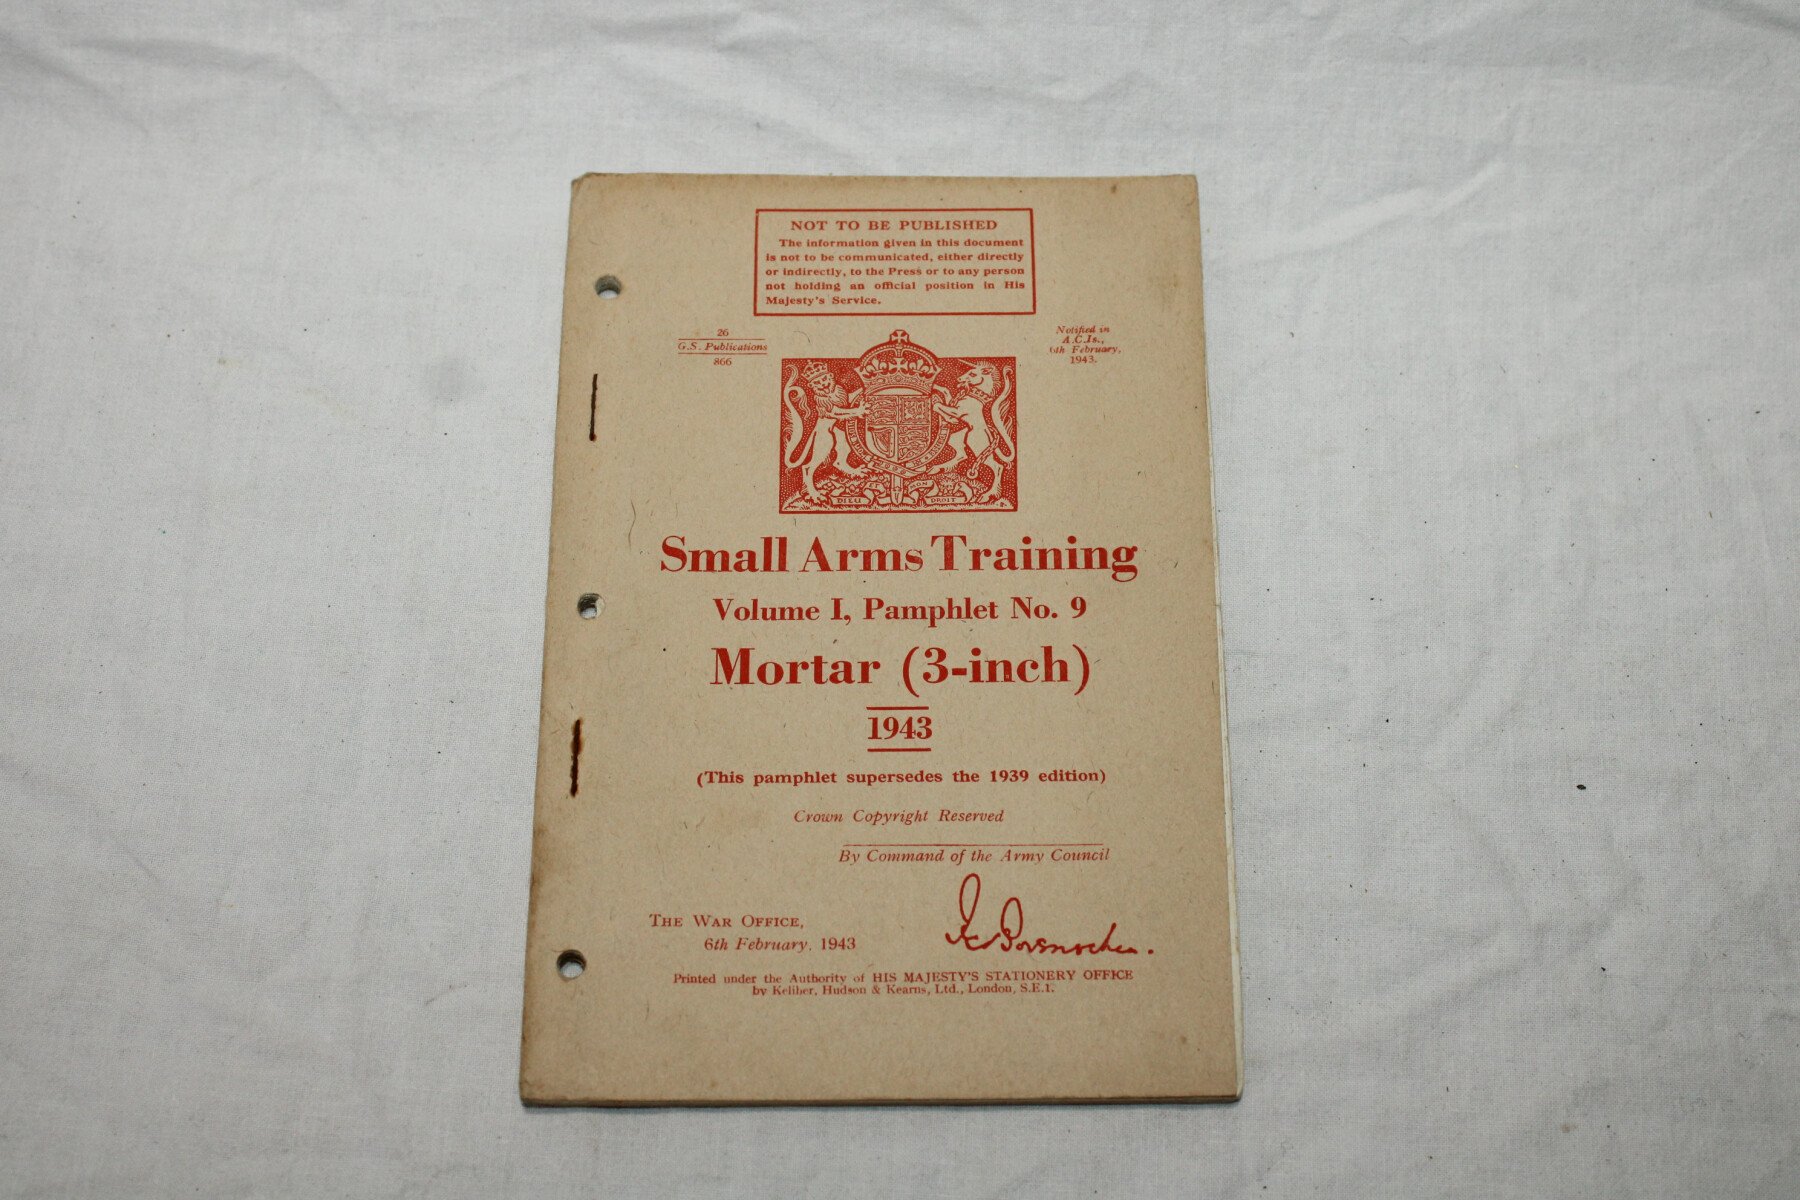 NOT TO BE PUBLISHED
The information given in this document
is not to be communicated, either directly
or indirectly, to the Press or to any person
not holding an official position in His
Majesty's Service.
26
G.S. Publications
866
Notified in
A.C.Is.,
6th February,
1943.
DIEU ET MON DROIT
Small Arms Training
Volume I, Pamphlet No. 9
Mortar (3-inch)
1943
(This pamphlet supersedes the 1939 edition)
Crown Copyright Reserved
By Command of the Army Council
THE WAR OFFICE,
6th February, 1943
Printed under the Authority of HIS MAJESTY'S STATIONERY OFFICE
by Keliher, Hudson & Kearns, Ltd., London, S.E.1.